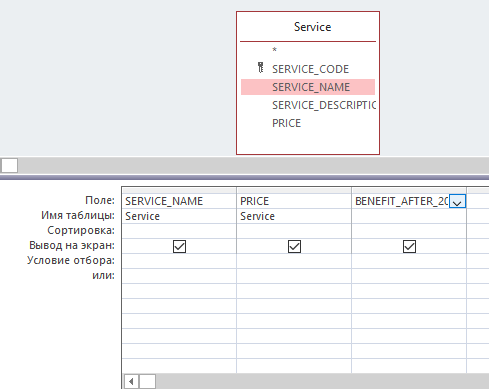 Service
*
SERVICE_CODE
SERVICE_NAME
SERVICE_DESCRIPTIO
PRICE
Поле: SERVICE_NAME PRICE BENEFIT_AFTER_20
Имя таблицы: Service Service
Сортировка:
Вывод на экран:
Условие отбора:
или: